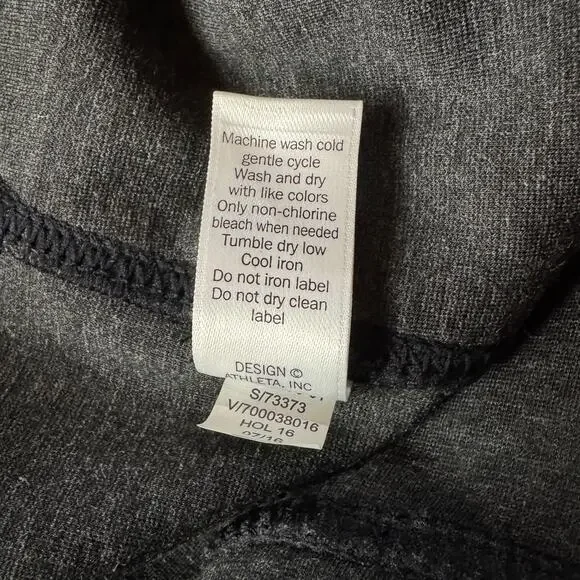 Machine wash cold
gentle cycle
Wash and dry
with like colors
Only non-chlorine
bleach when needed
Tumble dry low
Cool iron
Do not iron label
Do not dry clean
label
DESIGN ©
ATHLETA, INC
S/73373
V/700038016
HOL 16
07/16